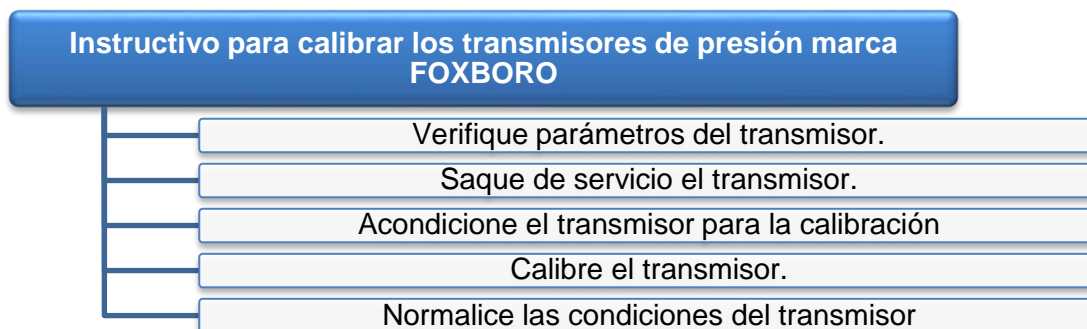 Instructivo para calibrar los transmisores de presión marca
FOXBORO
Verifique parámetros del transmisor.
Saque de servicio el transmisor.
Acondicione el transmisor para la calibración
Calibre el transmisor.
Normalice las condiciones del transmisor